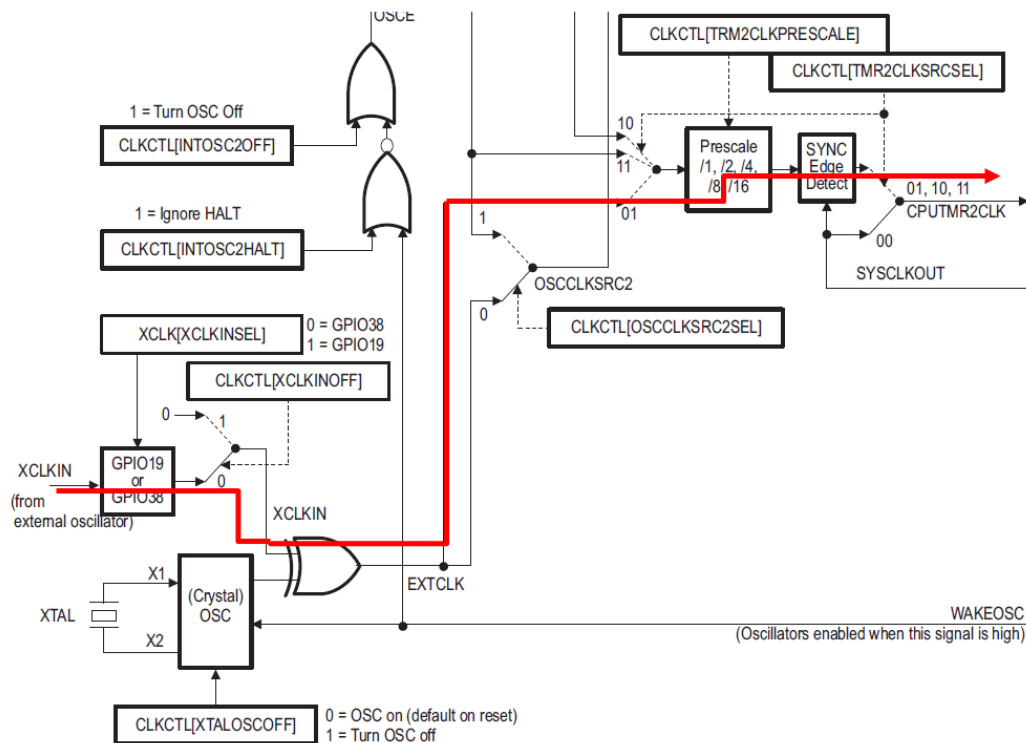 OSCE
CLKCTL[TRM2CLKPRESCALE]
CLKCTL[TMR2CLKSRCSEL]
1 = Turn OSC Off
CLKCTL[INTOSC2OFF]
10
11
01
Prescale
/1, /2, /4,
/8, /16
SYNC
Edge
Detect
01, 10, 11
CPUTMR2CLK
00
SYSCLKOUT
1 = Ignore HALT
CLKCTL[INTOSC2HALT]
1
OSCCLKSRC2
0
CLKCTL[OSCCLKSRC2SEL]
XCLK[XCLKINSEL]
0 = GPIO38
1 = GPIO19
CLKCTL[XCLKINOFF]
0
1
0
XCLKIN
(from
external oscillator)
GPIO19
or
GPIO38
XCLKIN
EXTCLK
XTAL
X1
X2
(Crystal)
OSC
WAKEOSC
(Oscillators enabled when this signal is high)
CLKCTL[XTALOSCOFF]
0 = OSC on (default on reset)
1 = Turn OSC off